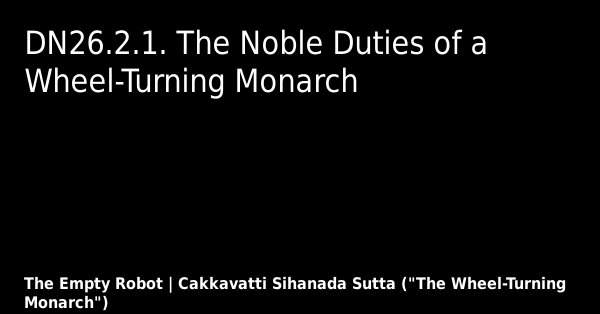 DN26.2.1. The Noble Duties of a
Wheel-Turning Monarch
The Empty Robot | Cakkavatti Sihanada Sutta ("The Wheel-Turning
Monarch")